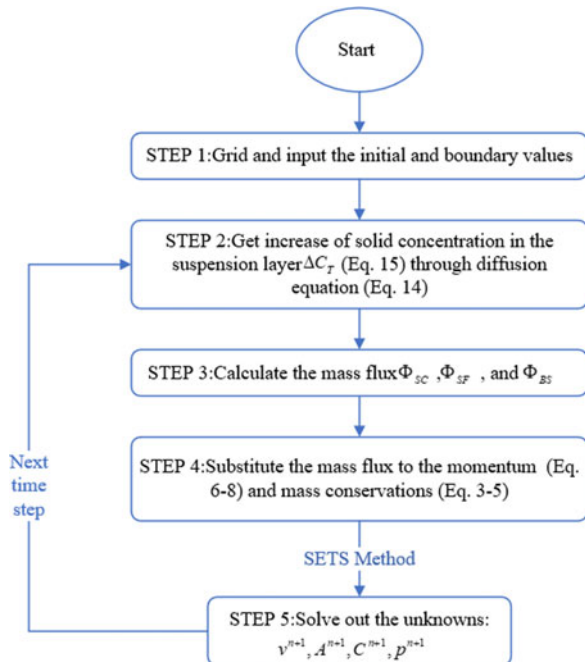 Start
STEP 1:Grid and input the initial and boundary values
STEP 2:Get increase of solid concentration in the
suspension layerΔC_T (Eq. 15) through diffusion
equation (Eq. 14)
STEP 3:Calculate the mass fluxΦ_SC ,Φ_SF , and Φ_BS
STEP 4:Substitute the mass flux to the momentum (Eq.
6-8) and mass conservations (Eq. 3-5)
Next
time
step
SETS Method
STEP 5:Solve out the unknowns:
v^{n+1}, A^{n+1}, C^{n+1}, p^{n+1}